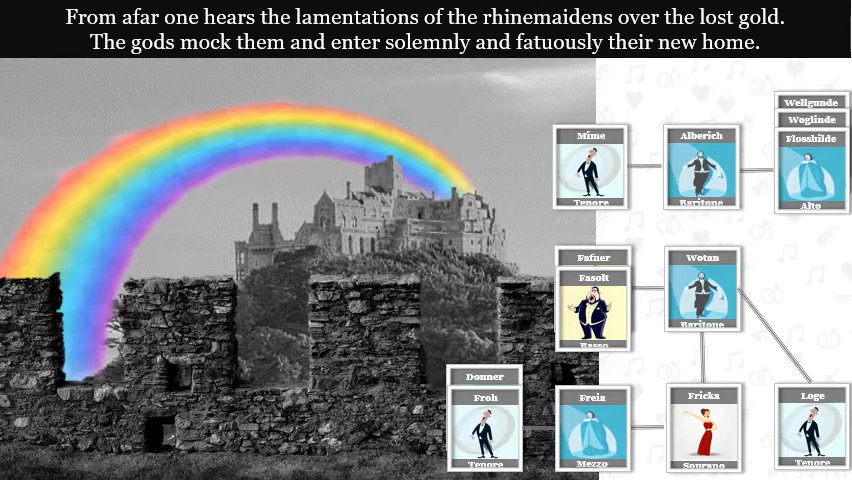 From afar one hears the lamentations of the rhinemaidens over the lost gold.
The gods mock them and enter solemnly and fatuously their new home.
Wellgunde
Woglinde
Mime
Alberich
Flosshilde
Tenore
Baritone
Alto
Fafner
Wotan
Fasolt
Baritone
Basso
Donner
Froh
Freia
Fricka
Loge
Tenore
Mezzo
Soprano
Tenore